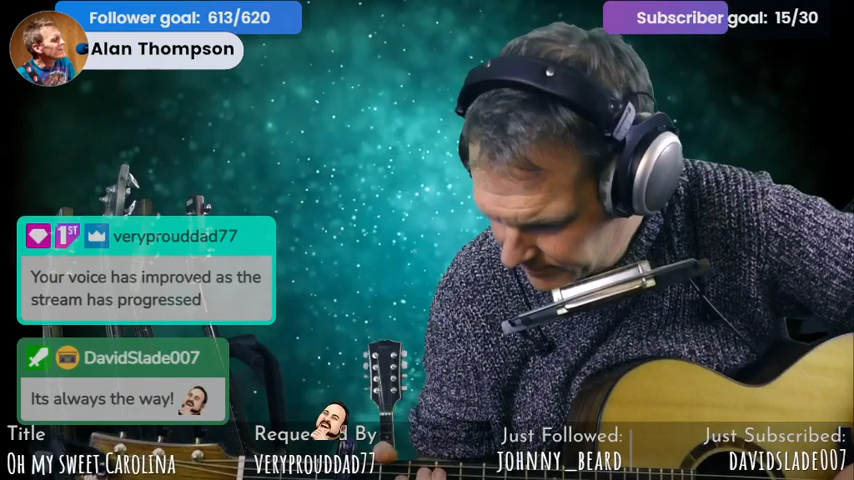 Follower goal: 613/620
Subscriber goal: 15/30
Alan Thompson
1ST veryprouddad77
Your voice has improved as the
stream has progressed
DavidSlade007
Its always the way!
Title
Oh my sweet Carolina
Requested By
veryprouddad77
Just Followed:
johnny_beard
Just Subscribed:
davidslade007